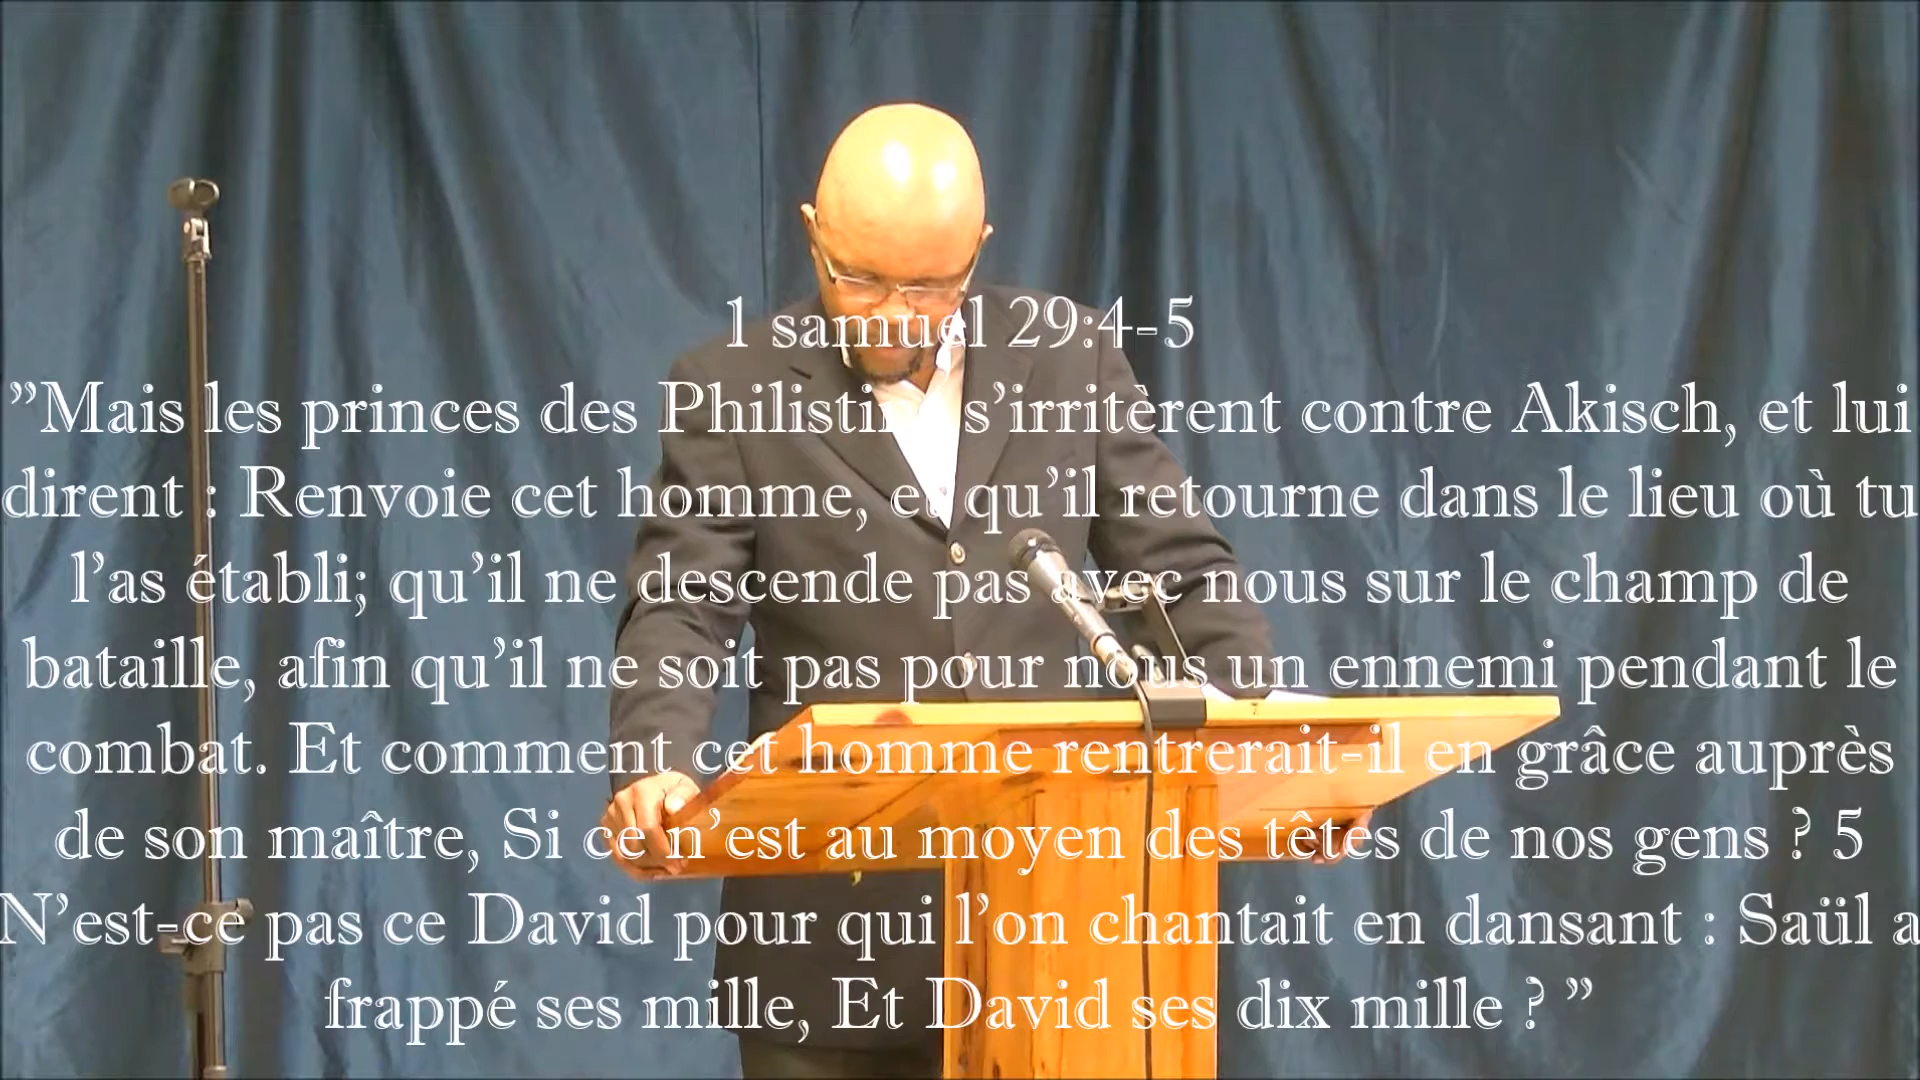 1 samuel 29:4-5
”Mais les princes des Philistins s’irritèrent contre Akisch, et lui
dirent : Renvoie cet homme, et qu’il retourne dans le lieu où tu
l’as établi; qu’il ne descende pas avec nous sur le champ de
bataille, afin qu’il ne soit pas pour nous un ennemi pendant le
combat. Et comment cet homme rentrerait-il en grâce auprès
de son maître, Si ce n’est au moyen des têtes de nos gens ? 5
N’est-ce pas ce David pour qui l’on chantait en dansant : Saül a
frappé ses mille, Et David ses dix mille ? ”